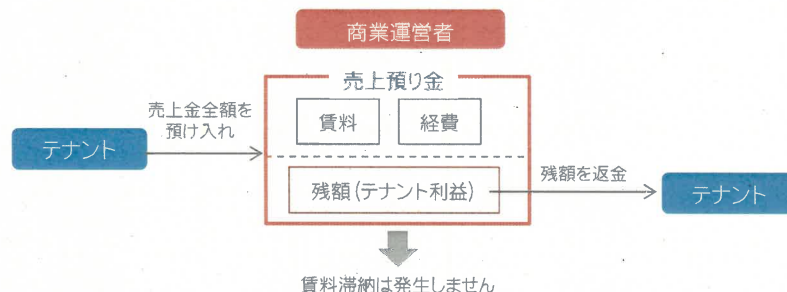 商業運営者
売上預り金
売上金全額を
預け入れ
賃料
経費
テナント
残額(テナント利益)
残額を返金
テナント
賃料滞納は発生しません